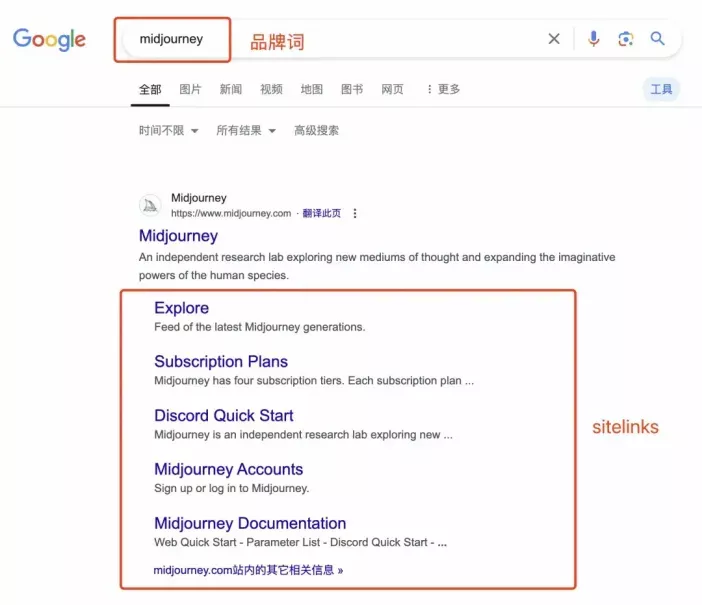 Google
midjourney 品牌词
全部 图片 新闻 视频 地图 图书 网页 更多 工具
时间不限 所有结果 高级搜索
Midjourney
https://www.midjourney.com · 翻译此页
Midjourney
An independent research lab exploring new mediums of thought and expanding the imaginative
powers of the human species.
Explore
Feed of the latest Midjourney generations.
Subscription Plans
Midjourney has four subscription tiers. Each subscription plan ...
Discord Quick Start
Midjourney is an independent research lab exploring new ...
sitelinks
Midjourney Accounts
Sign up or log in to Midjourney.
Midjourney Documentation
Web Quick Start - Parameter List - Discord Quick Start - ...
midjourney.com站内的其它相关信息 »